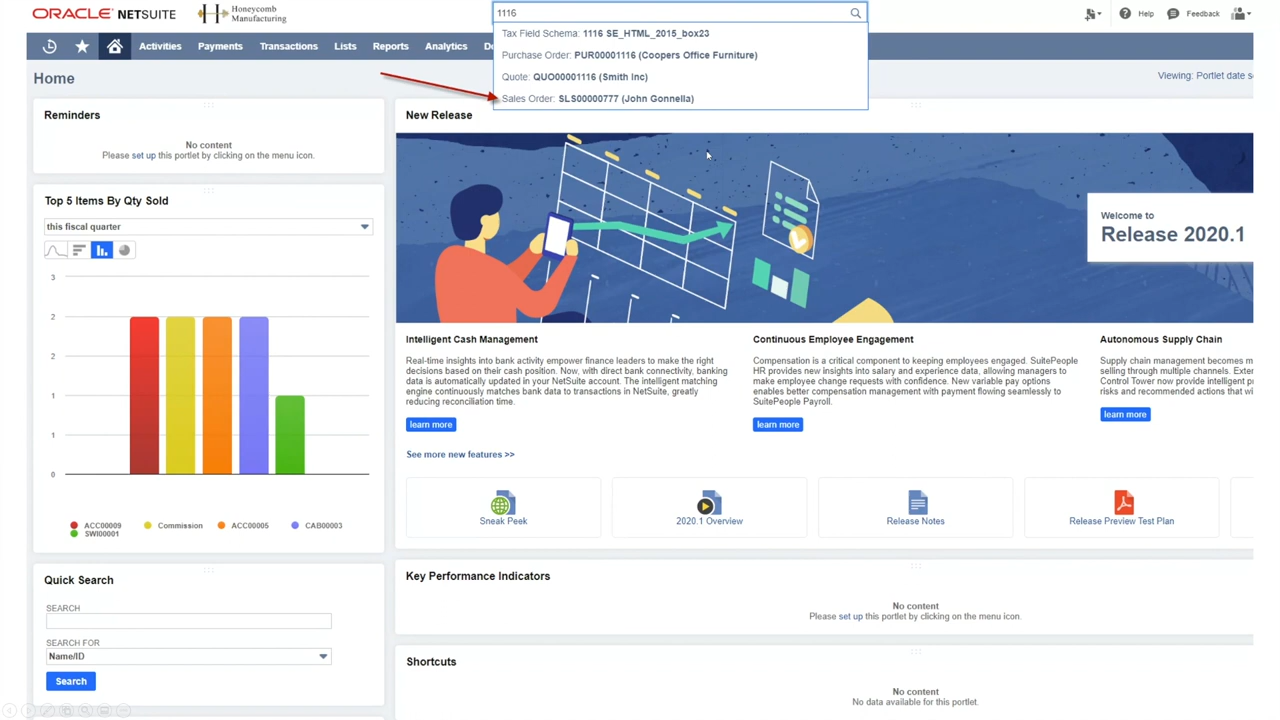 ORACLE NETSUITE
Honeycomb
Manufacturing
1116
Help
Feedback
Tax Field Schema: 1116 SE_HTML_2015_box23
Purchase Order: PUR00001116 (Coopers Office Furniture)
Quote: QUO00001116 (Smith Inc)
Sales Order: SLS00000777 (John Gonnella)
Activities Payments Transactions Lists Reports Analytics
Home
Viewing: Portlet date
Reminders
No content
Please set up this portlet by clicking on the menu icon.
Top 5 Items By Qty Sold
this fiscal quarter
3
2
2
1
1
0
ACC00009 Commission ACC00005 CAB00003
SWI00001
Quick Search
SEARCH
SEARCH FOR
Name/ID
Search
New Release
Welcome to
Release 2020.1
Intelligent Cash Management
Real-time insights into bank activity empower finance leaders to make the right
decisions based on their cash position. Now, with direct bank connectivity, banking
data is automatically updated in your NetSuite account. The intelligent matching
engine continuously matches bank data to transactions in NetSuite, greatly
reducing reconciliation time.
learn more
Continuous Employee Engagement
Compensation is a critical component to keeping employees engaged. SuitePeople
HR provides new insights into salary and experience data, allowing managers to
make employee change requests with confidence. New variable pay options
enables better compensation management with payment flowing seamlessly to
SuitePeople Payroll.
learn more
Autonomous Supply Chain
Supply chain management becomes m
selling through multiple channels. Exter
Control Tower now provide intelligent p
risks and recommended actions that wi
learn more
See more new features >>
Sneak Peek
2020.1 Overview
Release Notes
Release Preview Test Plan
Key Performance Indicators
No content
Please set up this portlet by clicking on the menu icon.
Shortcuts
No content
No data available for this portlet.